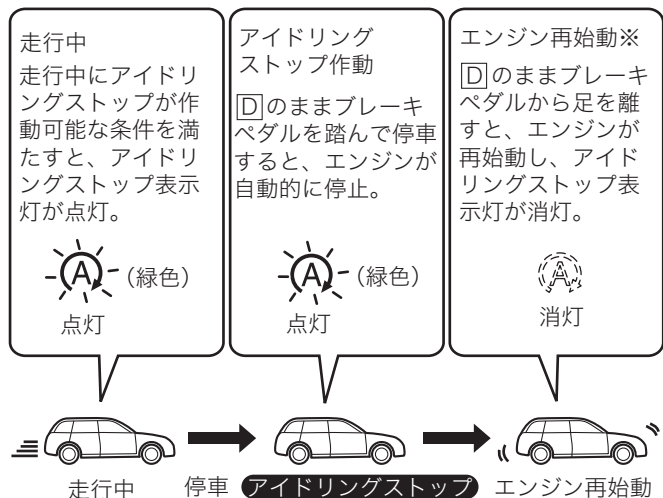 走行中
走行中にアイドリ
ングストップが作
動可能な条件を満
たすと、アイドリ
ングストップ表示
灯が点灯。
A (緑色)
点灯
アイドリング
ストップ作動
Dのままブレーキ
ペダルを踏んで停車
すると、エンジンが
自動的に停止。
A (緑色)
点灯
エンジン再始動※
Dのままブレーキ
ペダルから足を離
すと、エンジンが
再始動し、アイド
リングストップ表
示灯が消灯。
A
消灯
走行中 停車 アイドリングストップ エンジン再始動